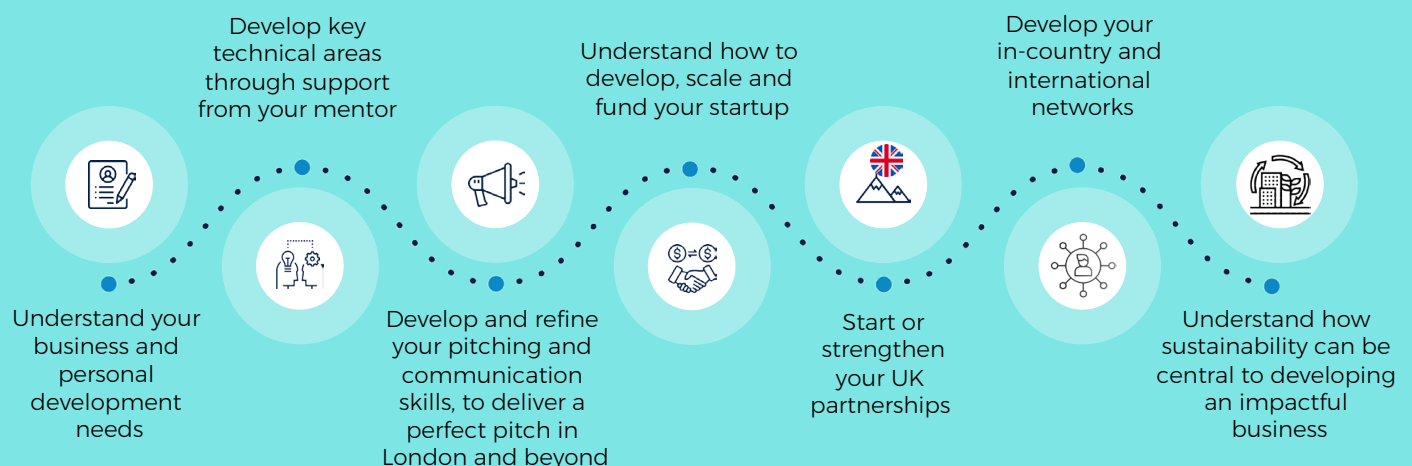 Understand your
business and
personal
development
needs
Develop key
technical areas
through support
from your mentor
Develop and refine
your pitching and
communication
skills, to deliver a
perfect pitch in
London and beyond
Understand how to
develop, scale and
fund your startup
Start or
strengthen
your UK
partnerships
Develop your
in-country and
international
networks
Understand how
sustainability can be
central to developing
an impactful
business